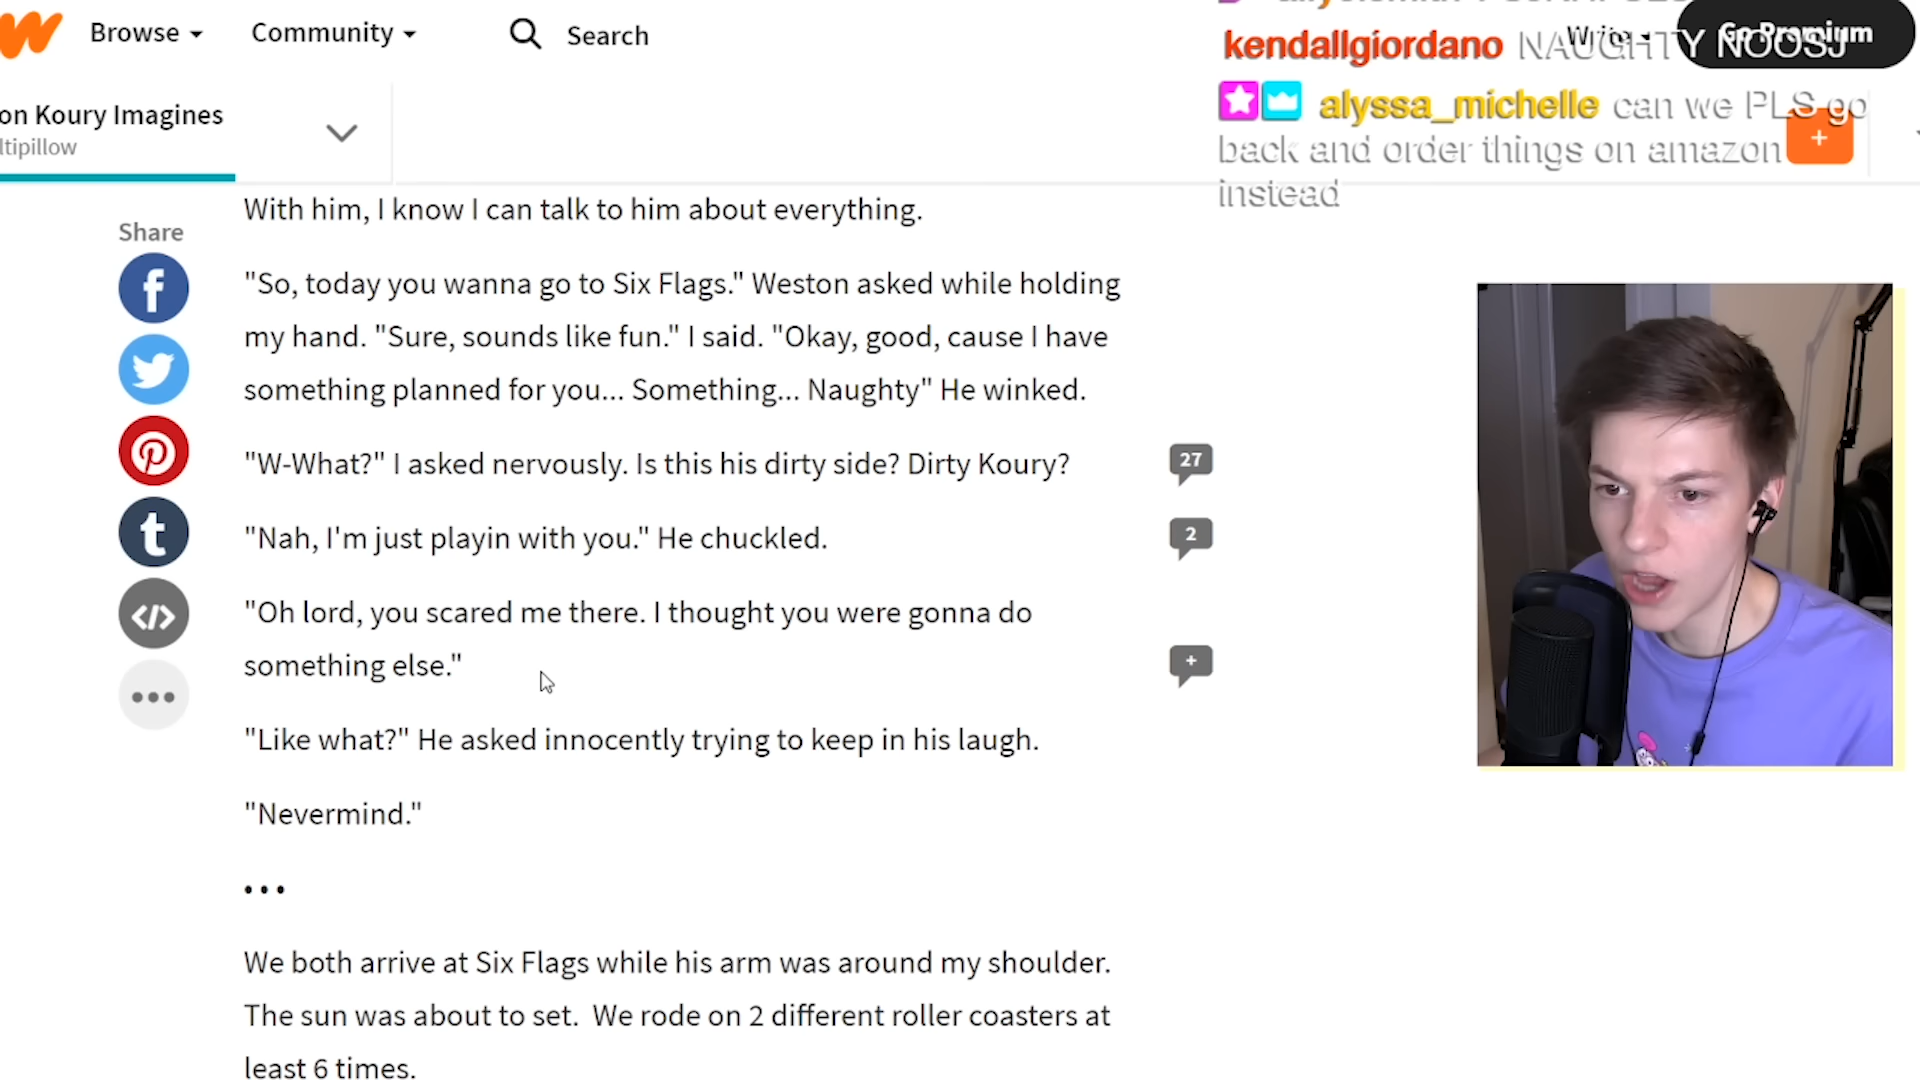 Browse
Community
Search
Go Premium
kendallgiordano NAUGHTY NOOSJ
alyssa_michelle can we PLS go
back and order things on amazon
instead
on Koury Imagines
ltipillow
Share
With him, I know I can talk to him about everything.
"So, today you wanna go to Six Flags." Weston asked while holding
my hand. "Sure, sounds like fun." I said. "Okay, good, cause I have
something planned for you... Something... Naughty" He winked.
"W-What?" I asked nervously. Is this his dirty side? Dirty Koury?
27
"Nah, I'm just playin with you." He chuckled.
2
"Oh lord, you scared me there. I thought you were gonna do
something else."
+
"Like what?" He asked innocently trying to keep in his laugh.
"Nevermind."
•••
We both arrive at Six Flags while his arm was around my shoulder.
The sun was about to set.  We rode on 2 different roller coasters at
least 6 times.